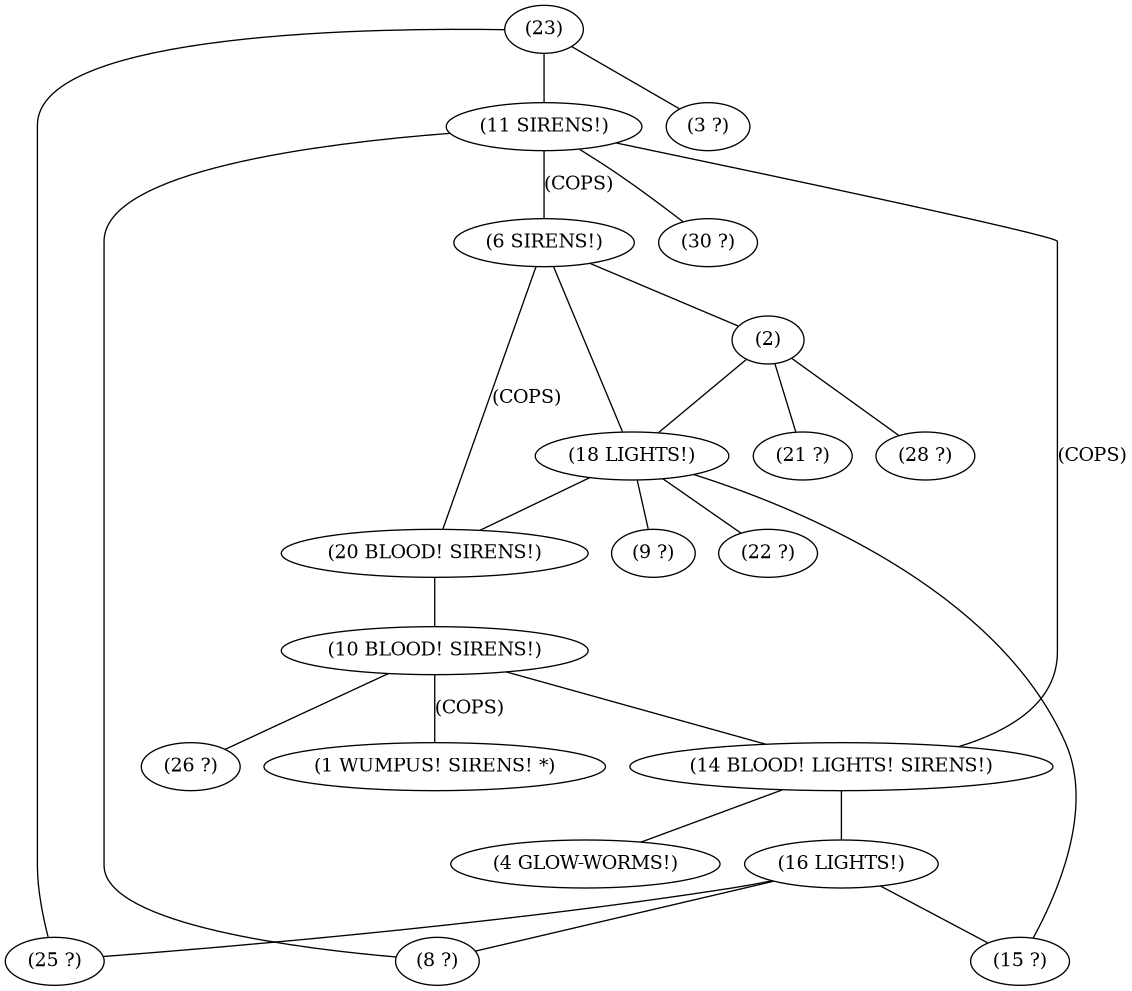 (23)
(11 SIRENS!)
(3 ?)
(COPS)
(6 SIRENS!)
(30 ?)
(2)
(COPS)
(18 LIGHTS!)
(21 ?)
(28 ?)
(COPS)
(20 BLOOD! SIRENS!)
(9 ?)
(22 ?)
(10 BLOOD! SIRENS!)
(COPS)
(26 ?)
(1 WUMPUS! SIRENS! *)
(14 BLOOD! LIGHTS! SIRENS!)
(4 GLOW-WORMS!)
(16 LIGHTS!)
(25 ?)
(8 ?)
(15 ?)